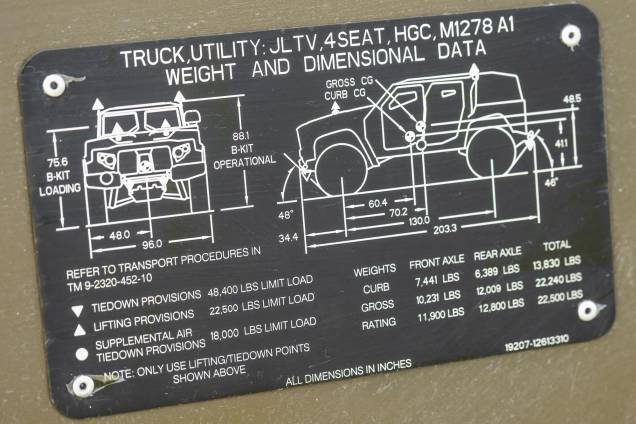 TRUCK, UTILITY: JLTV, 4SEAT, HGC, M1278 A1
WEIGHT AND DIMENSIONAL DATA
GROSS CG
CURB CG
75.6
B-KIT
LOADING
88.1
B-KIT
OPERATIONAL
48.5
41.1
48°
46°
60.4
70.2
130.0
203.3
34.4
48.0
96.0
REFER TO TRANSPORT PROCEDURES IN
TM 9-2320-452-10
TIEDOWN PROVISIONS 48,400 LBS LIMIT LOAD
LIFTING PROVISIONS 22,500 LBS LIMIT LOAD
SUPPLEMENTAL AIR
TIEDOWN PROVISIONS 18,000 LBS LIMIT LOAD
NOTE: ONLY USE LIFTING/TIEDOWN POINTS
SHOWN ABOVE
WEIGHTS FRONT AXLE REAR AXLE TOTAL
CURB 7,441 LBS 6,389 LBS 13,830 LBS
GROSS 10,231 LBS 12,009 LBS 22,240 LBS
RATING 11,900 LBS 12,800 LBS 22,500 LBS
ALL DIMENSIONS IN INCHES
19207-12613310